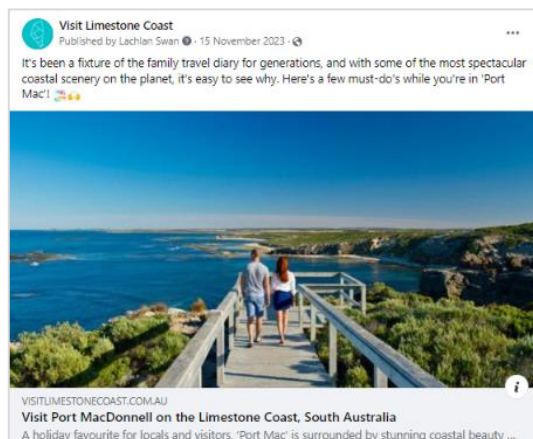 Visit Limestone Coast
Published by Lachlan Swan · 15 November 2023 ·
It's been a fixture of the family travel diary for generations, and with some of the most spectacular
coastal scenery on the planet, it's easy to see why. Here's a few must-do's while you're in 'Port
Mac'!
VISITLIMESTONECOAST.COM.AU
Visit Port MacDonnell on the Limestone Coast, South Australia
A holiday favourite for locals and visitors, 'Port Mac' is surrounded by stunning coastal beauty ...